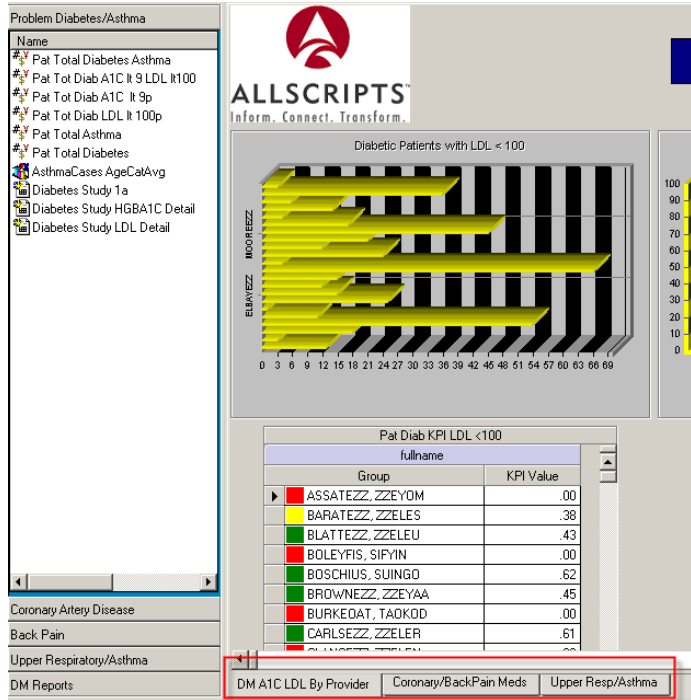 Problem Diabetes/Asthma
Name
Pat Total Diabetes Asthma
Pat Tot Diab A1C lt 9 LDL lt100
Pat Tot Diab A1C lt 9p
Pat Tot Diab LDL lt 100p
Pat Total Asthma
Pat Total Diabetes
AsthmaCases AgeCatAvg
Diabetes Study 1a
Diabetes Study HGBA1C Detail
Diabetes Study LDL Detail
Coronary Artery Disease
Back Pain
Upper Respiratory/Asthma
DM Reports
ALLSCRIPTS™
Inform. Connect. Transform.
Diabetic Patients with LDL < 100
MOOREEZZ
ELBAYEZZ
0 3 6 9 12 15 18 21 24 27 30 33 36 39 42 45 48 51 54 57 60 63 66 69
100
90
80
70
60
50
40
30
20
10
0
Pat Diab KPI LDL <100
fullname
Group KPI Value
ASSATEZZ, ZZEYOM .00
BARATEZZ, ZZELES .38
BLATTEZZ, ZZELEU .43
BOLEYFIS, SIFYIN .00
BOSCHIUS, SUINGO .62
BROWNEZZ, ZZEYAA .45
BURKEOAT, TAOKOD .00
CARLSEZZ, ZZELER .61
DM A1C LDL By Provider Coronary/BackPain Meds Upper Resp/Asthma